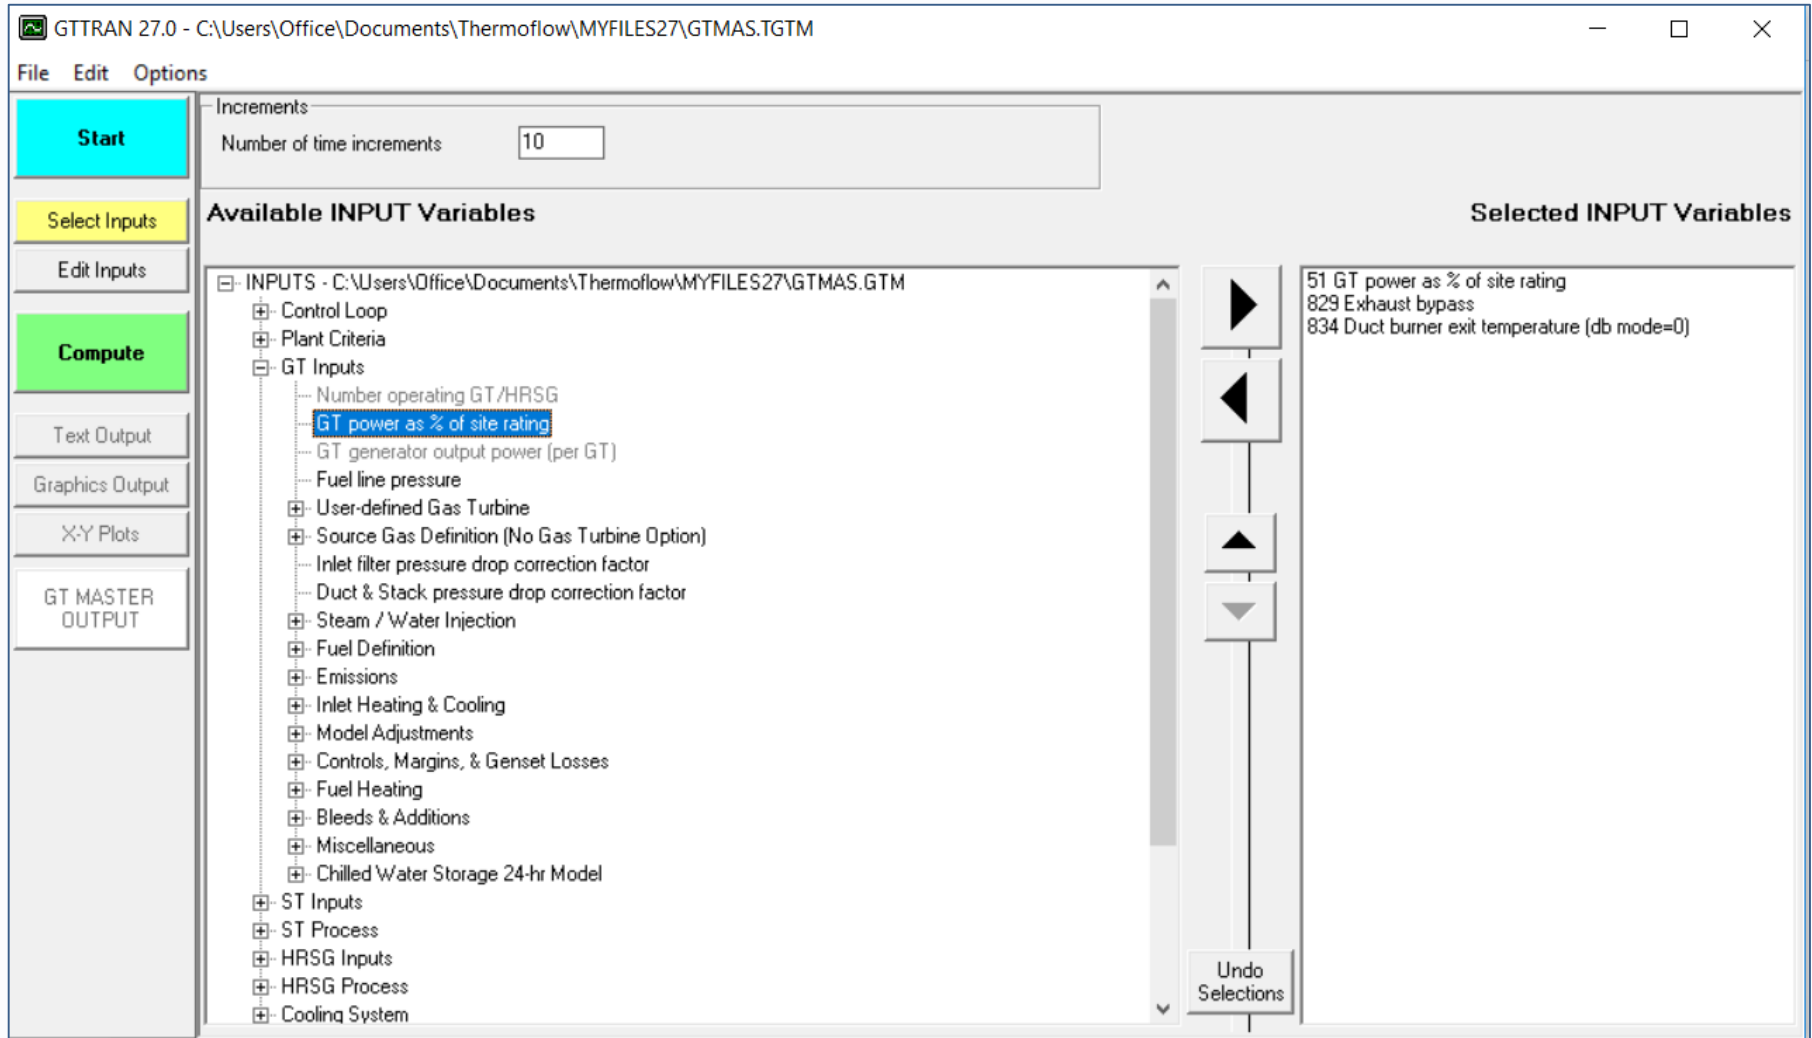 GTTRAN 27.0 - C:\Users\Office\Documents\Thermoflow\MYFILES27\GTMAS.TGTM
File Edit Options
Start
Select Inputs
Edit Inputs
Compute
Text Output
Graphics Output
X-Y Plots
GT MASTER
OUTPUT
Increments
Number of time increments 10
Available INPUT Variables
INPUTS - C:\Users\Office\Documents\Thermoflow\MYFILES27\GTMAS.GTM
Control Loop
Plant Criteria
GT Inputs
Number operating GT/HRSG
GT power as % of site rating
GT generator output power (per GT)
Fuel line pressure
User-defined Gas Turbine
Source Gas Definition (No Gas Turbine Option)
Inlet filter pressure drop correction factor
Duct & Stack pressure drop correction factor
Steam / Water Injection
Fuel Definition
Emissions
Inlet Heating & Cooling
Model Adjustments
Controls, Margins, & Genset Losses
Fuel Heating
Bleeds & Additions
Miscellaneous
Chilled Water Storage 24-hr Model
ST Inputs
ST Process
HRSG Inputs
HRSG Process
Cooling System
Undo
Selections
Selected INPUT Variables
51 GT power as % of site rating
829 Exhaust bypass
834 Duct burner exit temperature (db mode=0)